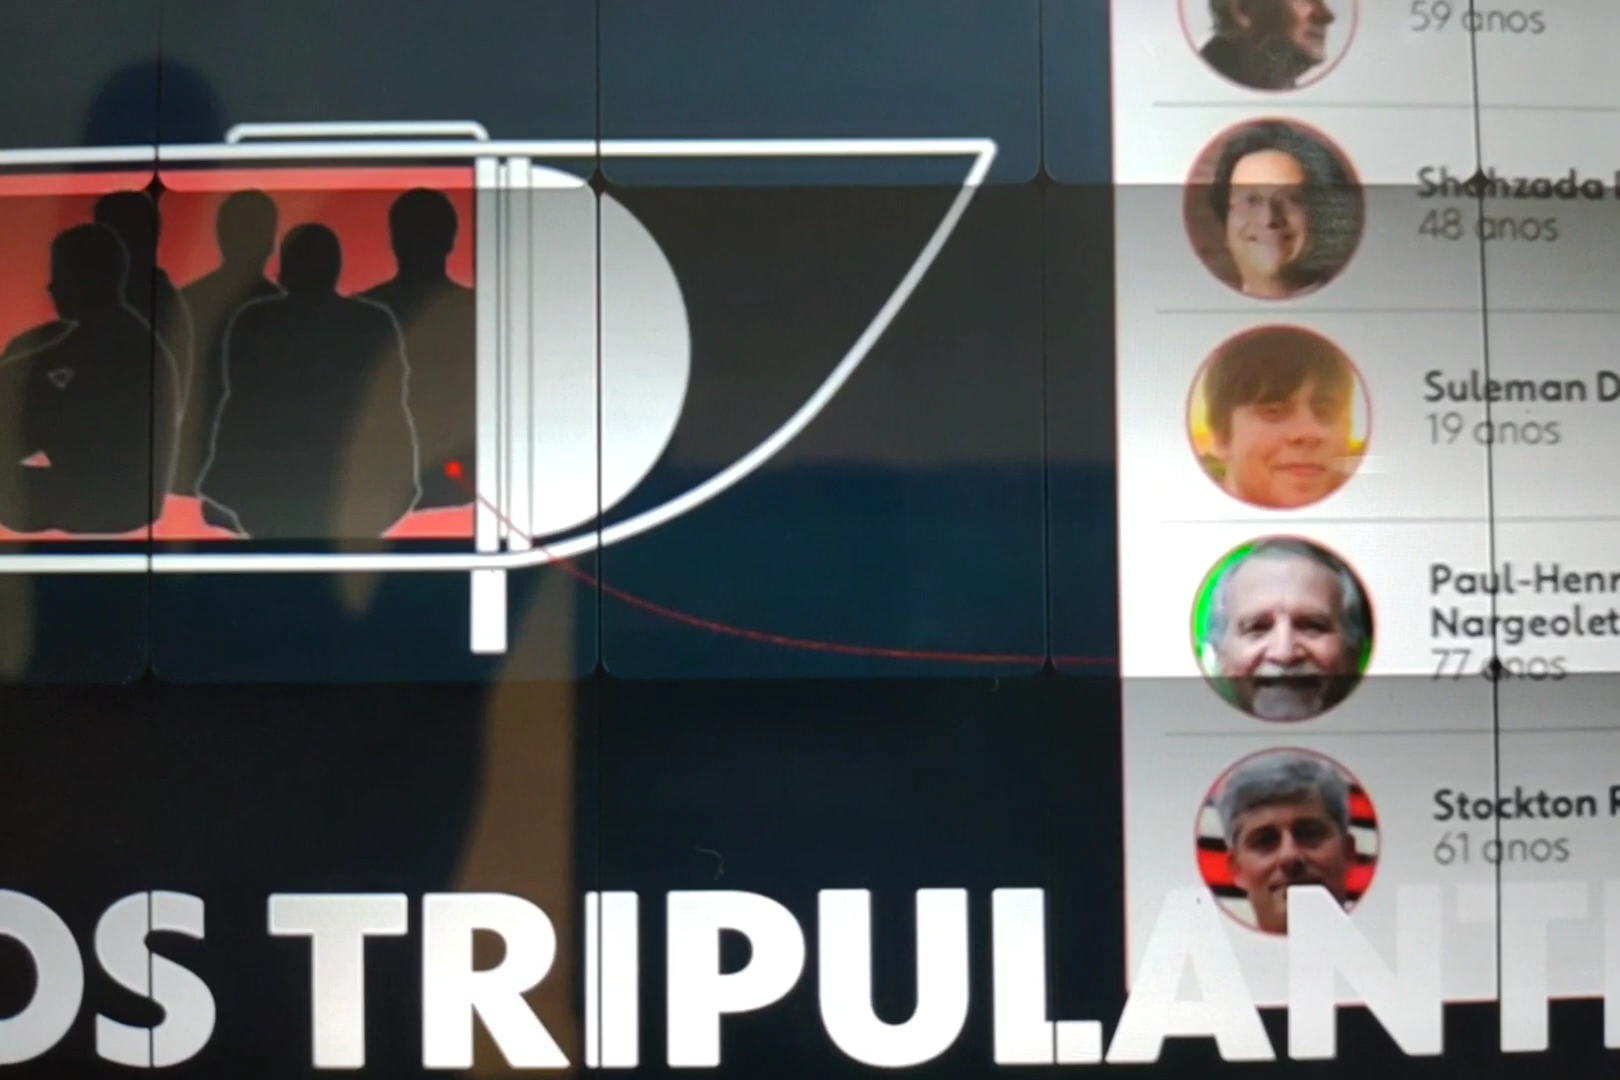 59 anos
Shahzada
48 anos
Suleman D
19 anos
Paul-Henr
Nargeolet
77 anos
Stockton R
61 anos
OS TRIPULANT